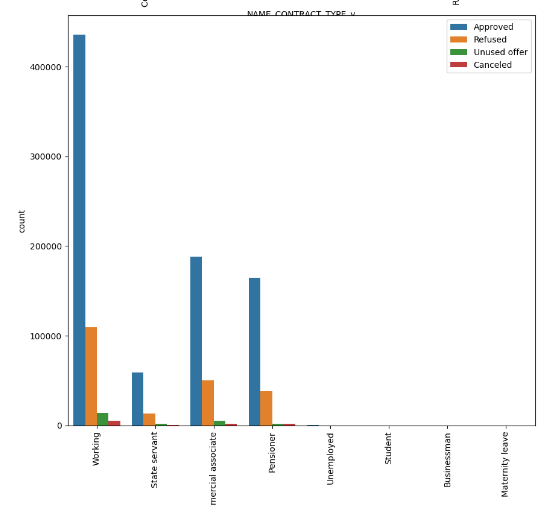 NAME_CONTRACT_TYPE_y
Approved
Refused
Unused offer
Canceled
400000
300000
200000
100000
0
count
Working
State servant
mercial associate
Pensioner
Unemployed
Student
Businessman
Maternity leave